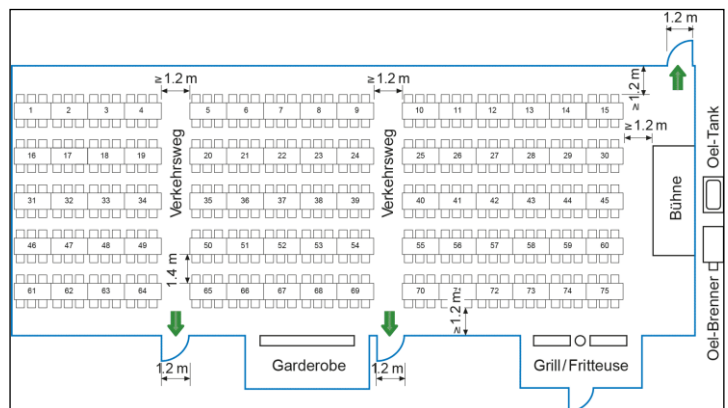 1.2 m
≥1.2 m
≥1.2 m
≥1.2 m
1 2 3 4 5 6 7 8 9 10 11 12 13 14 15
≥1.2 m
16 17 18 19 20 21 22 23 24 25 26 27 28 29 30
Verkehrsweg
Verkehrsweg
Oel-Tank
31 32 33 34 35 36 37 38 39 40 41 42 43 44 45
Bühne
46 47 48 49 50 51 52 53 54 55 56 57 58 59 60
1.4 m
Oel-Brenner
61 62 63 64 65 66 67 68 69 70 71 72 73 74 75
≥1.2 m
Garderobe
Grill/Fritteuse
1.2 m
1.2 m